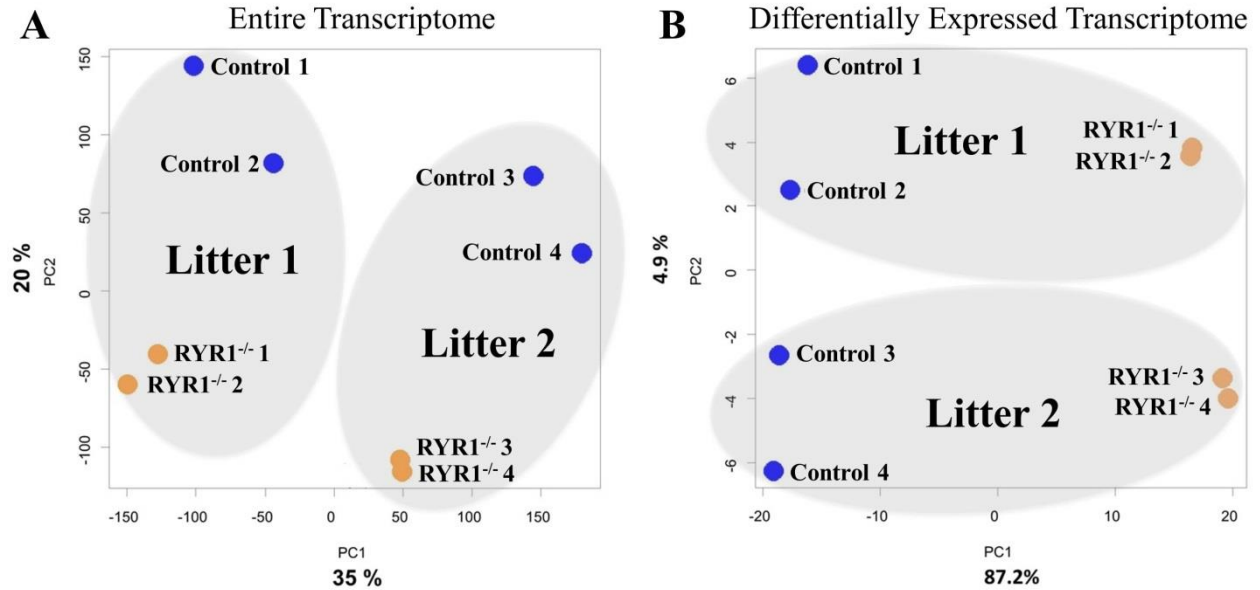 A Entire Transcriptome
150
100
50
0
-50
-100
20 %
PC2
Control 1
Control 2
Control 3
Control 4
Litter 1
Litter 2
RYR1-/- 1
RYR1-/- 2
RYR1-/- 3
RYR1-/- 4
-150 -100 -50 0 50 100 150
PC1
35 %
B Differentially Expressed Transcriptome
6
4
2
0
-2
-4
-6
4.9 %
PC2
Control 1
RYR1-/- 1
Litter 1
RYR1-/- 2
Control 2
Control 3
RYR1-/- 3
Litter 2
RYR1-/- 4
Control 4
-20 -10 0 10 20
PC1
87.2%